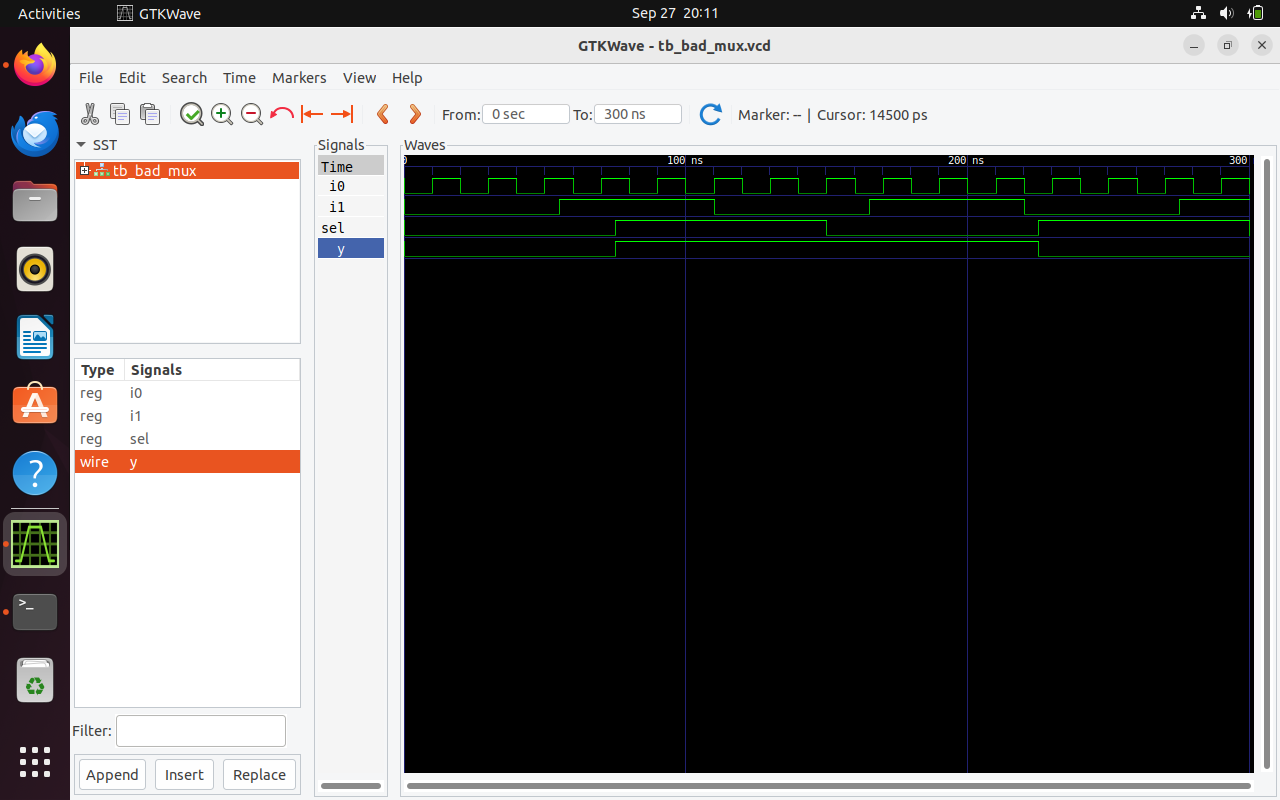 Activities
GTKWave
Sep 27 20:11
GTKWave - tb_bad_mux.vcd
File Edit Search Time Markers View Help
From: 0 sec To: 300 ns Marker: -- | Cursor: 14500 ps
SST
tb_bad_mux
Type Signals
reg i0
reg i1
reg sel
wire y
Filter:
Append Insert Replace
Signals
Time
i0
i1
sel
y
Waves
0 100 ns 200 ns 300
>_
?